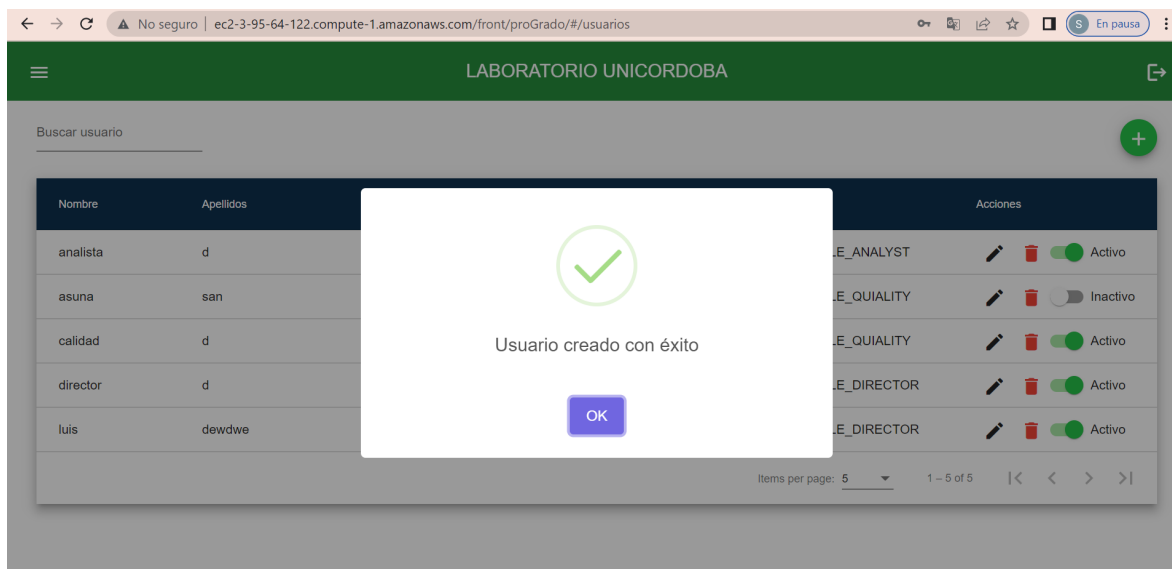 No seguro | ec2-3-95-64-122.compute-1.amazonaws.com/front/proGrado/#/usuarios S En pausa
LABORATORIO UNICORDOBA
Buscar usuario
Nombre Apellidos Acciones
analista d LE_ANALYST Activo
asuna san LE_QUIALITY Inactivo
calidad d LE_QUIALITY Activo
director d LE_DIRECTOR Activo
luis dewdwe LE_DIRECTOR Activo
Usuario creado con éxito
OK
Items per page: 5 1 – 5 of 5